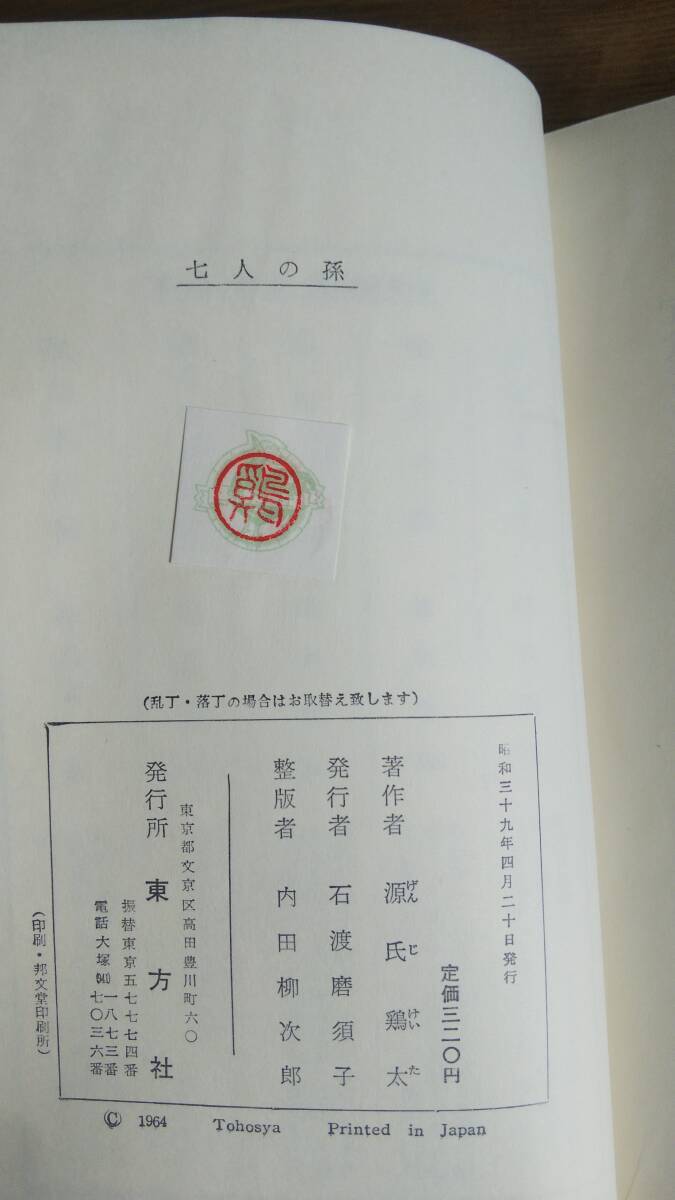 七人の孫
鶏
(乱丁・落丁の場合はお取替え致します)
昭和三十九年四月二十日発行
定価三二〇円
著作者 源氏鶏太
げんじけいた
発行者 石渡磨須子
整版者 内田柳次郎
東京都文京区高田豊川町六〇
発行所 東方社
振替東京五七七七四番
電話大塚(941)一八七三番
七〇三六番
(印刷・邦文堂印刷所)
© 1964 Tohosya Printed in Japan